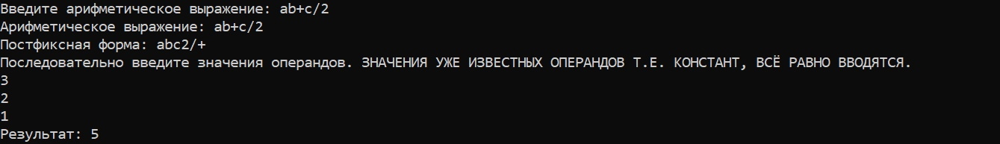 Введите арифметическое выражение: ab+c/2
Арифметическое выражение: ab+c/2
Постфиксная форма: abc2/+
Последовательно введите значения операндов. ЗНАЧЕНИЯ УЖЕ ИЗВЕСТНЫХ ОПЕРАНДОВ Т.Е. КОНСТАНТ, ВСЁ РАВНО ВВОДЯТСЯ.
3
2
1
Результат: 5